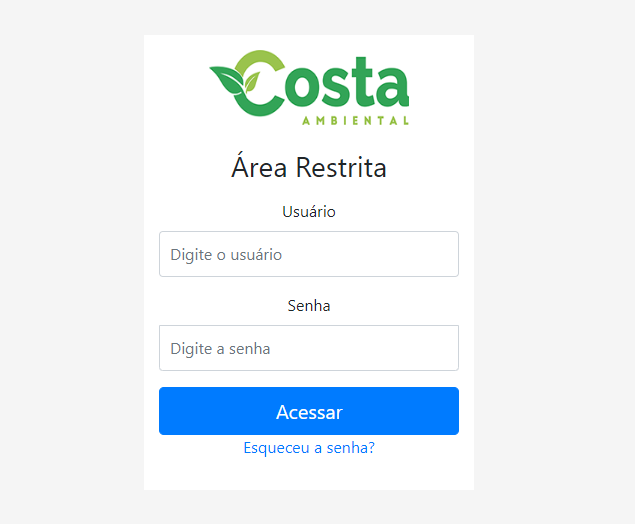 Costa
AMBIENTAL
Área Restrita
Usuário
Digite o usuário
Senha
Digite a senha
Acessar
Esqueceu a senha?